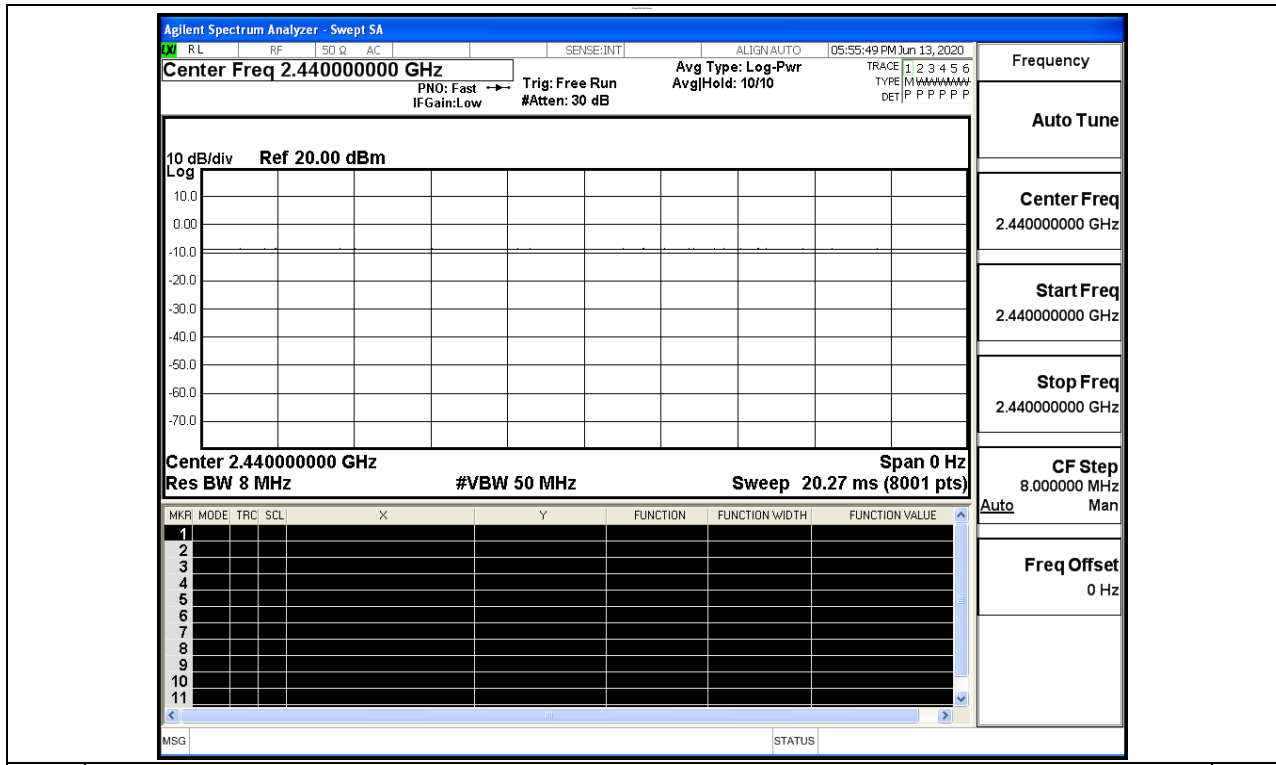 Agilent Spectrum Analyzer - Swept SA
LXI RL RF 50 Ω AC SENSE:INT ALIGN AUTO 05:55:49 PM Jun 13, 2020
Center Freq 2.440000000 GHz
PNO: Fast
IFGain:Low
Trig: Free Run
#Atten: 30 dB
Avg Type: Log-Pwr
Avg|Hold: 10/10
TRACE 1 2 3 4 5 6
TYPE M
DET P P P P P P
10 dB/div Ref 20.00 dBm
Log
10.0
0.00
-10.0
-20.0
-30.0
-40.0
-50.0
-60.0
-70.0
Center 2.440000000 GHz Span 0 Hz
Res BW 8 MHz #VBW 50 MHz Sweep 20.27 ms (8001 pts)
MKR MODE TRC SCL X Y FUNCTION FUNCTION WIDTH FUNCTION VALUE
1
2
3
4
5
6
7
8
9
10
11
MSG STATUS
Frequency
Auto Tune
Center Freq
2.440000000 GHz
Start Freq
2.440000000 GHz
Stop Freq
2.440000000 GHz
CF Step
8.000000 MHz
Auto Man
Freq Offset
0 Hz